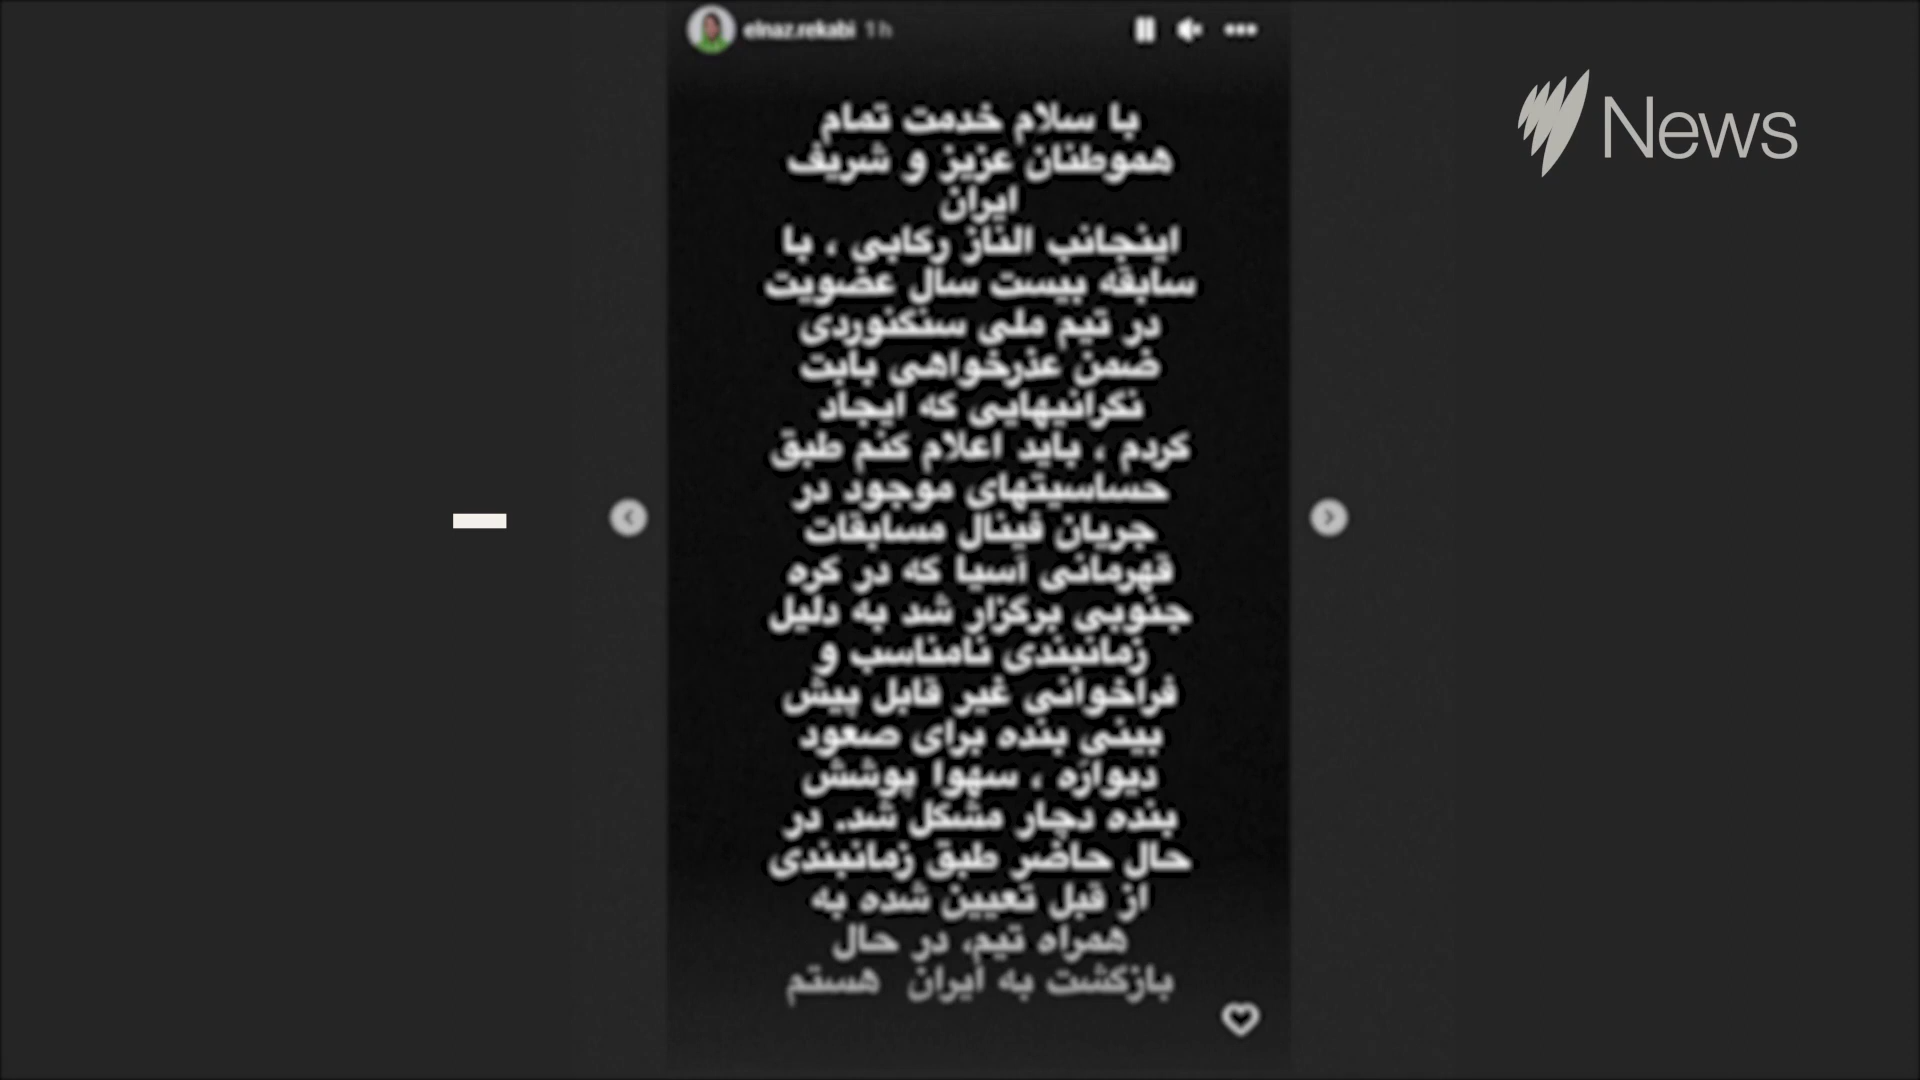 elnaz.rekabi 1h
News
با سلام خدمت تمام
هموطنان عزیز و شریف
ایران
اینجانب الناز رکابی ، با
سابقه بیست سال عضویت
در تیم ملی سنگنوردی
ضمن عذرخواهی بابت
نگرانیهایی که ایجاد
کردم ، باید اعلام کنم طبق
حساسیتهای موجود در
جریان فینال مسابقات
قهرمانی آسیا که در کره
جنوبی برگزار شد به دلیل
زمانبندی نامناسب و
فراخوانی غیر قابل پیش
بینی بنده برای صعود
دیواره ، سهوا پوشش
بنده دچار مشکل شد. در
حال حاضر طبق زمانبندی
از قبل تعیین شده به
همراه تیم، در حال
بازگشت به ایران هستم